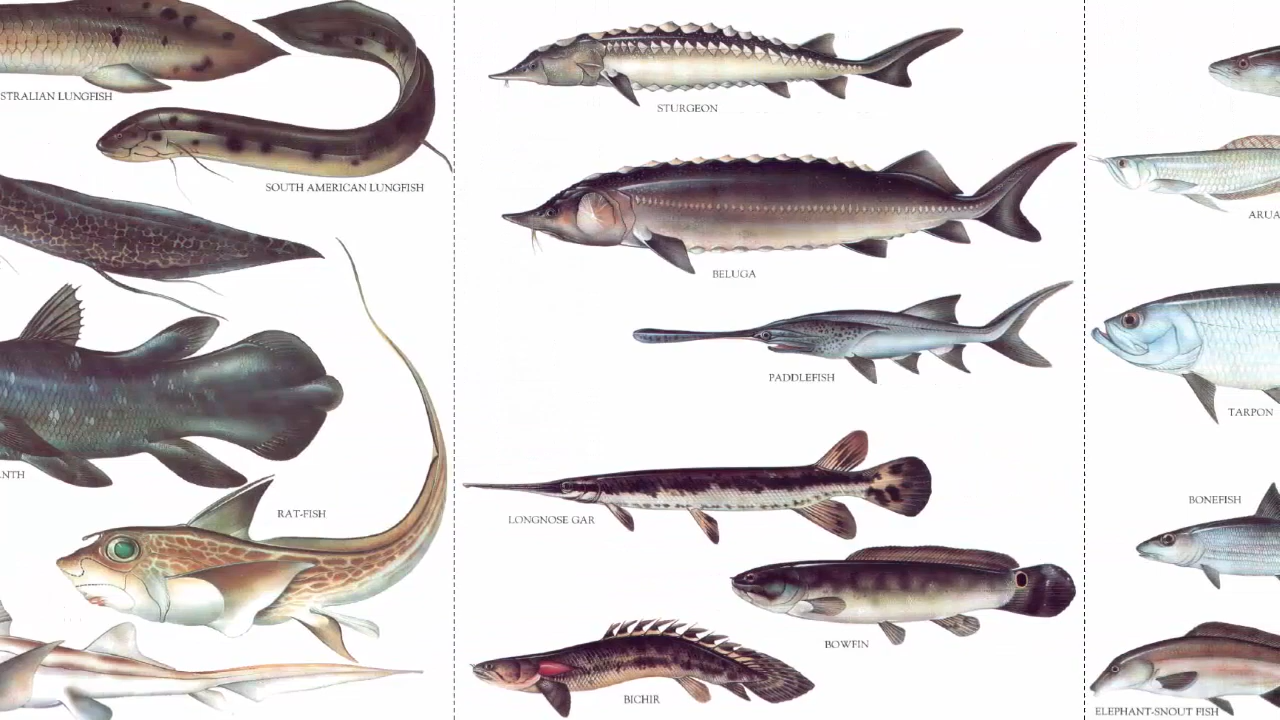 STRALIAN LUNGFISH
SOUTH AMERICAN LUNGFISH
NTH
RAT-FISH
STURGEON
BELUGA
PADDLEFISH
LONGNOSE GAR
BOWFIN
BICHIR
ARUA
TARPON
BONEFISH
ELEPHANT-SNOUT FISH